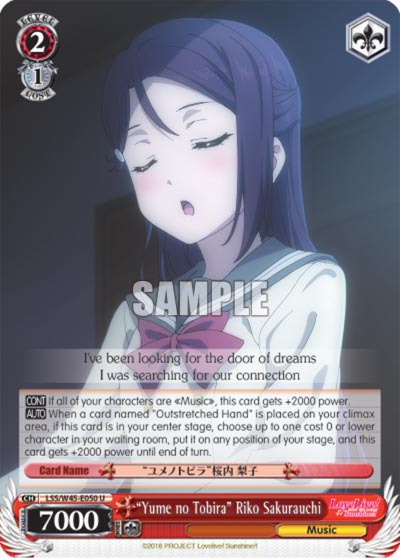 LEVEL
2
1
COST
SAMPLE
I've been looking for the door of dreams
I was searching for our connection
CONT If all of your characters are «Music», this card gets +2000 power.
AUTO When a card named "Outstretched Hand" is placed on your climax
area, if this card is in your center stage, choose up to one cost 0 or lower
character in your waiting room, put it on any position of your stage, and
this card gets +2000 power until end of turn.
Card Name
"ユメノトビラ"桜内 梨子
CH LSS/W45-E050 U
"Yume no Tobira" Riko Sakurauchi
LoveLive!
Sunshine!!
7000
Music
©2016 PROJECT Lovelive! Sunshine!!